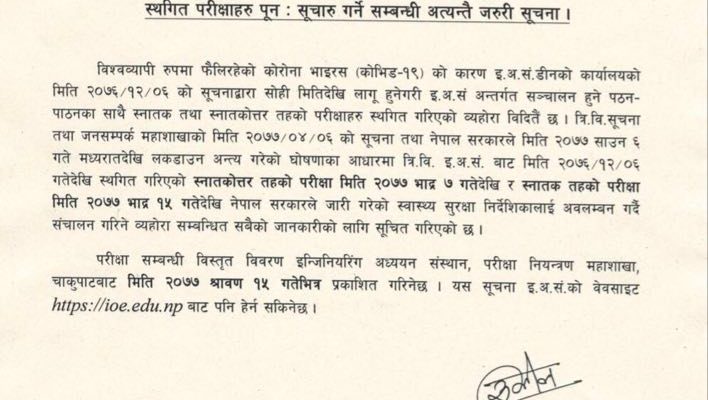 स्थगित परीक्षाहरु पून : सूचारु गर्ने सम्बन्धी अत्यन्तै जरुरी सूचना ।
विश्वव्यापी रुपमा फैलिरहेको कोरोना भाइरस (कोभिड-१९) को कारण इ.अ.सं.डीनको कार्यालयको
मिति २०७६/१२/०६ को सूचनाद्वारा सोही मितिदेखि लागू हुनेगरी इ.अ.सं अन्तर्गत सञ्चालन हुने पठन-
पाठनका साथै स्नातक तथा स्नातकोत्तर तहको परीक्षाहरु स्थगित गरिएको व्यहोरा विदितै छ । त्रि.वि.सूचना
तथा जनसम्पर्क महाशाखाको मिति २०७७/०४/०६ को सूचना तथा नेपाल सरकारले मिति २०७७ साउन ६
गते मध्यरातदेखि लकडाउन अन्त्य गरेको घोषणाका आधारमा त्रि.वि. इ.अ.सं. बाट मिति २०७६/१२/०६
गतेदेखि स्थगित गरिएको स्नातकोत्तर तहको परीक्षा मिति २०७७ भाद्र ७ गतेदेखि र स्नातक तहको परीक्षा
मिति २०७७ भाद्र १५ गतेदेखि नेपाल सरकारले जारी गरेको स्वास्थ्य सुरक्षा निर्देशिकालाई अवलम्बन गर्दै
संचालन गरिने व्यहोरा सम्बन्धित सबैको जानकारीको लागि सूचित गरिएको छ ।
परीक्षा सम्बन्धी विस्तृत विवरण इन्जिनियरिंग अध्ययन संस्थान, परीक्षा नियन्त्रण महाशाखा,
चाकुपाटबाट मिति २०७७ श्रावण १५ गतेभित्र प्रकाशित गरिनेछ । यस सूचना इ.अ.सं.को वेवसाइट
https://ioe.edu.np बाट पनि हेर्न सकिनेछ ।